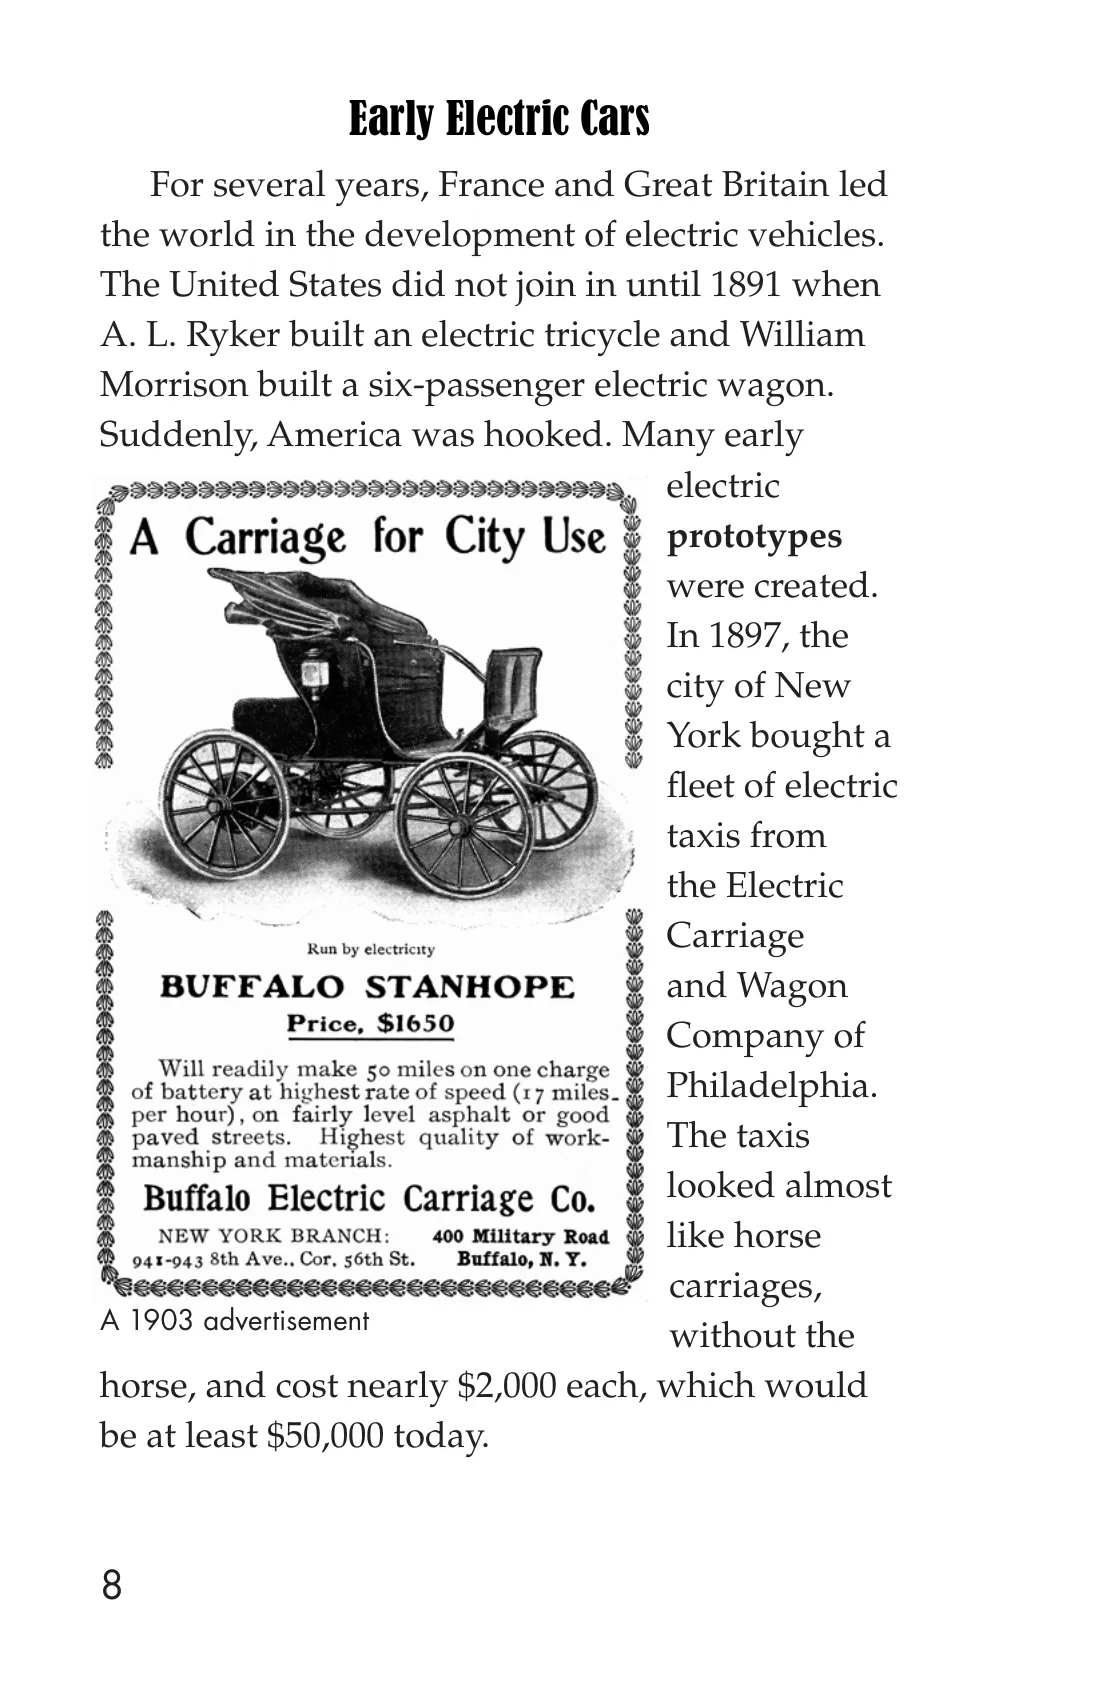 Early Electric Cars
For several years, France and Great Britain led
the world in the development of electric vehicles.
The United States did not join in until 1891 when
A. L. Ryker built an electric tricycle and William
Morrison built a six-passenger electric wagon.
Suddenly, America was hooked. Many early
electric
prototypes
were created.
In 1897, the
city of New
York bought a
fleet of electric
taxis from
the Electric
Carriage
and Wagon
Company of
Philadelphia.
The taxis
looked almost
like horse
carriages,
without the
horse, and cost nearly $2,000 each, which would
be at least $50,000 today.
A Carriage for City Use
Run by electricity
BUFFALO STANHOPE
Price, $1650
Will readily make 50 miles on one charge
of battery at highest rate of speed (17 miles
per hour), on fairly level asphalt or good
paved streets. Highest quality of work-
manship and materials.
Buffalo Electric Carriage Co.
NEW YORK BRANCH: 400 Military Road
941-943 8th Ave., Cor. 56th St. Buffalo, N. Y.
A 1903 advertisement
8